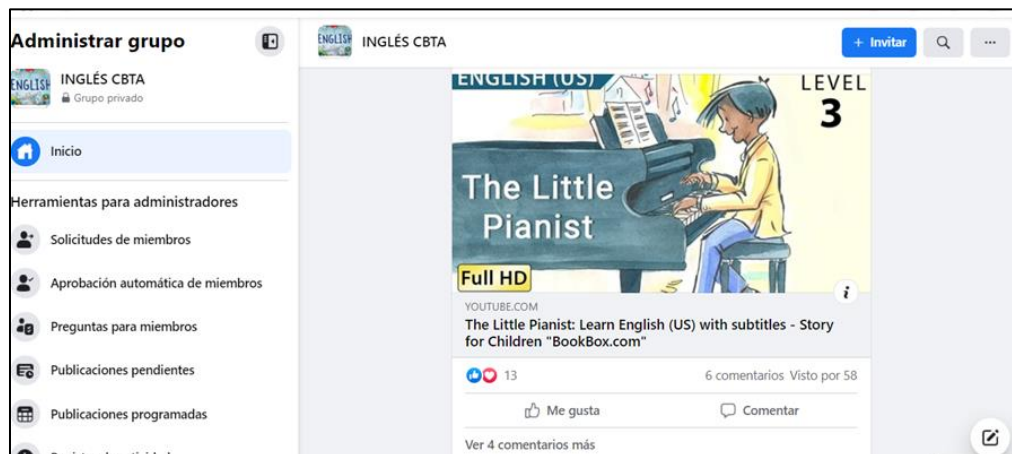 Administrar grupo
ENGLISH
INGLÉS CBTA
Grupo privado
Inicio
Herramientas para administradores
Solicitudes de miembros
Aprobación automática de miembros
Preguntas para miembros
Publicaciones pendientes
Publicaciones programadas
ENGLISH
INGLÉS CBTA
+ Invitar
ENGLISH (US)
LEVEL
3
The Little
Pianist
Full HD
YOUTUBE.COM
The Little Pianist: Learn English (US) with subtitles - Story
for Children "BookBox.com"
13
6 comentarios Visto por 58
Me gusta
Comentar
Ver 4 comentarios más